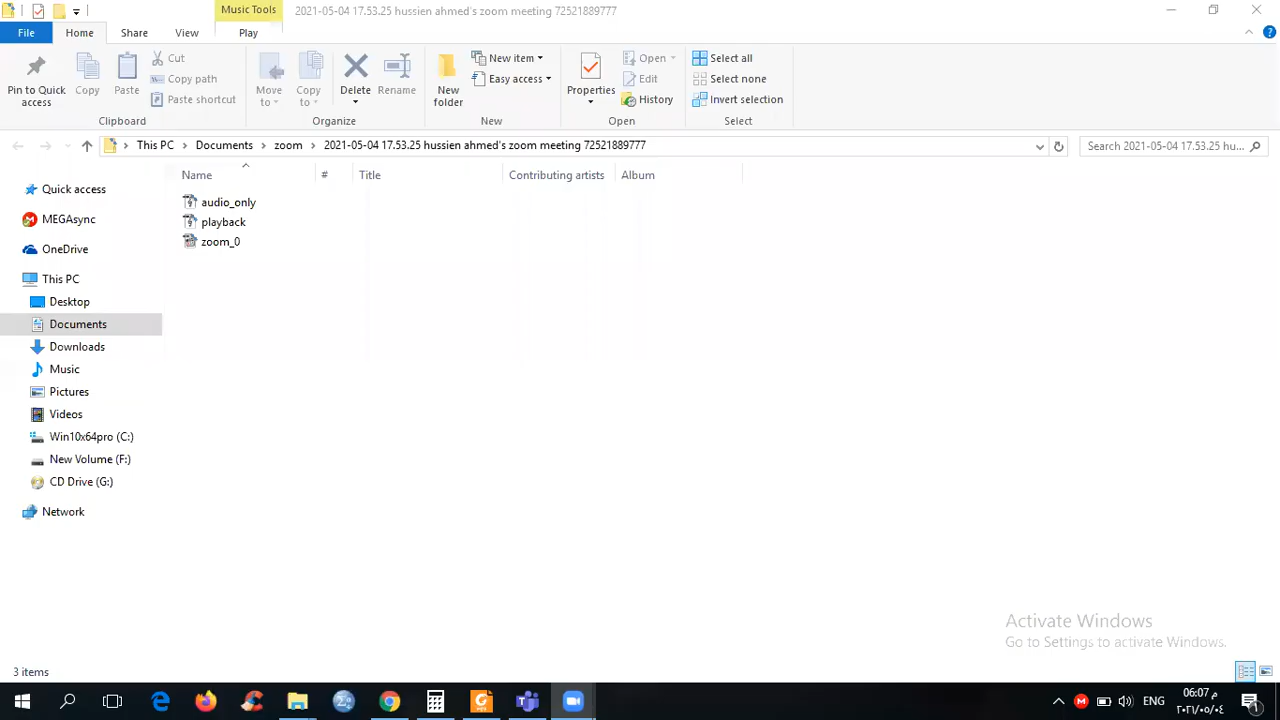 Music Tools
2021-05-04 17.53.25 hussien ahmed's zoom meeting 72521889777
File Home Share View Play
Pin to Quick access
Copy
Paste
Cut
Copy path
Paste shortcut
Clipboard
Move to
Copy to
Delete
Rename
Organize
New folder
New item
Easy access
New
Properties
Open
Edit
History
Open
Select all
Select none
Invert selection
Select
This PC > Documents > zoom > 2021-05-04 17.53.25 hussien ahmed's zoom meeting 72521889777
Search 2021-05-04 17.53.25 hu...
Name # Title Contributing artists Album
audio_only
playback
zoom_0
Quick access
MEGAsync
OneDrive
This PC
Desktop
Documents
Downloads
Music
Pictures
Videos
Win10x64pro (C:)
New Volume (F:)
CD Drive (G:)
Network
Activate Windows
Go to Settings to activate Windows.
3 items
ENG
06:07 م
٢٠٢١/٠٥/٠٤